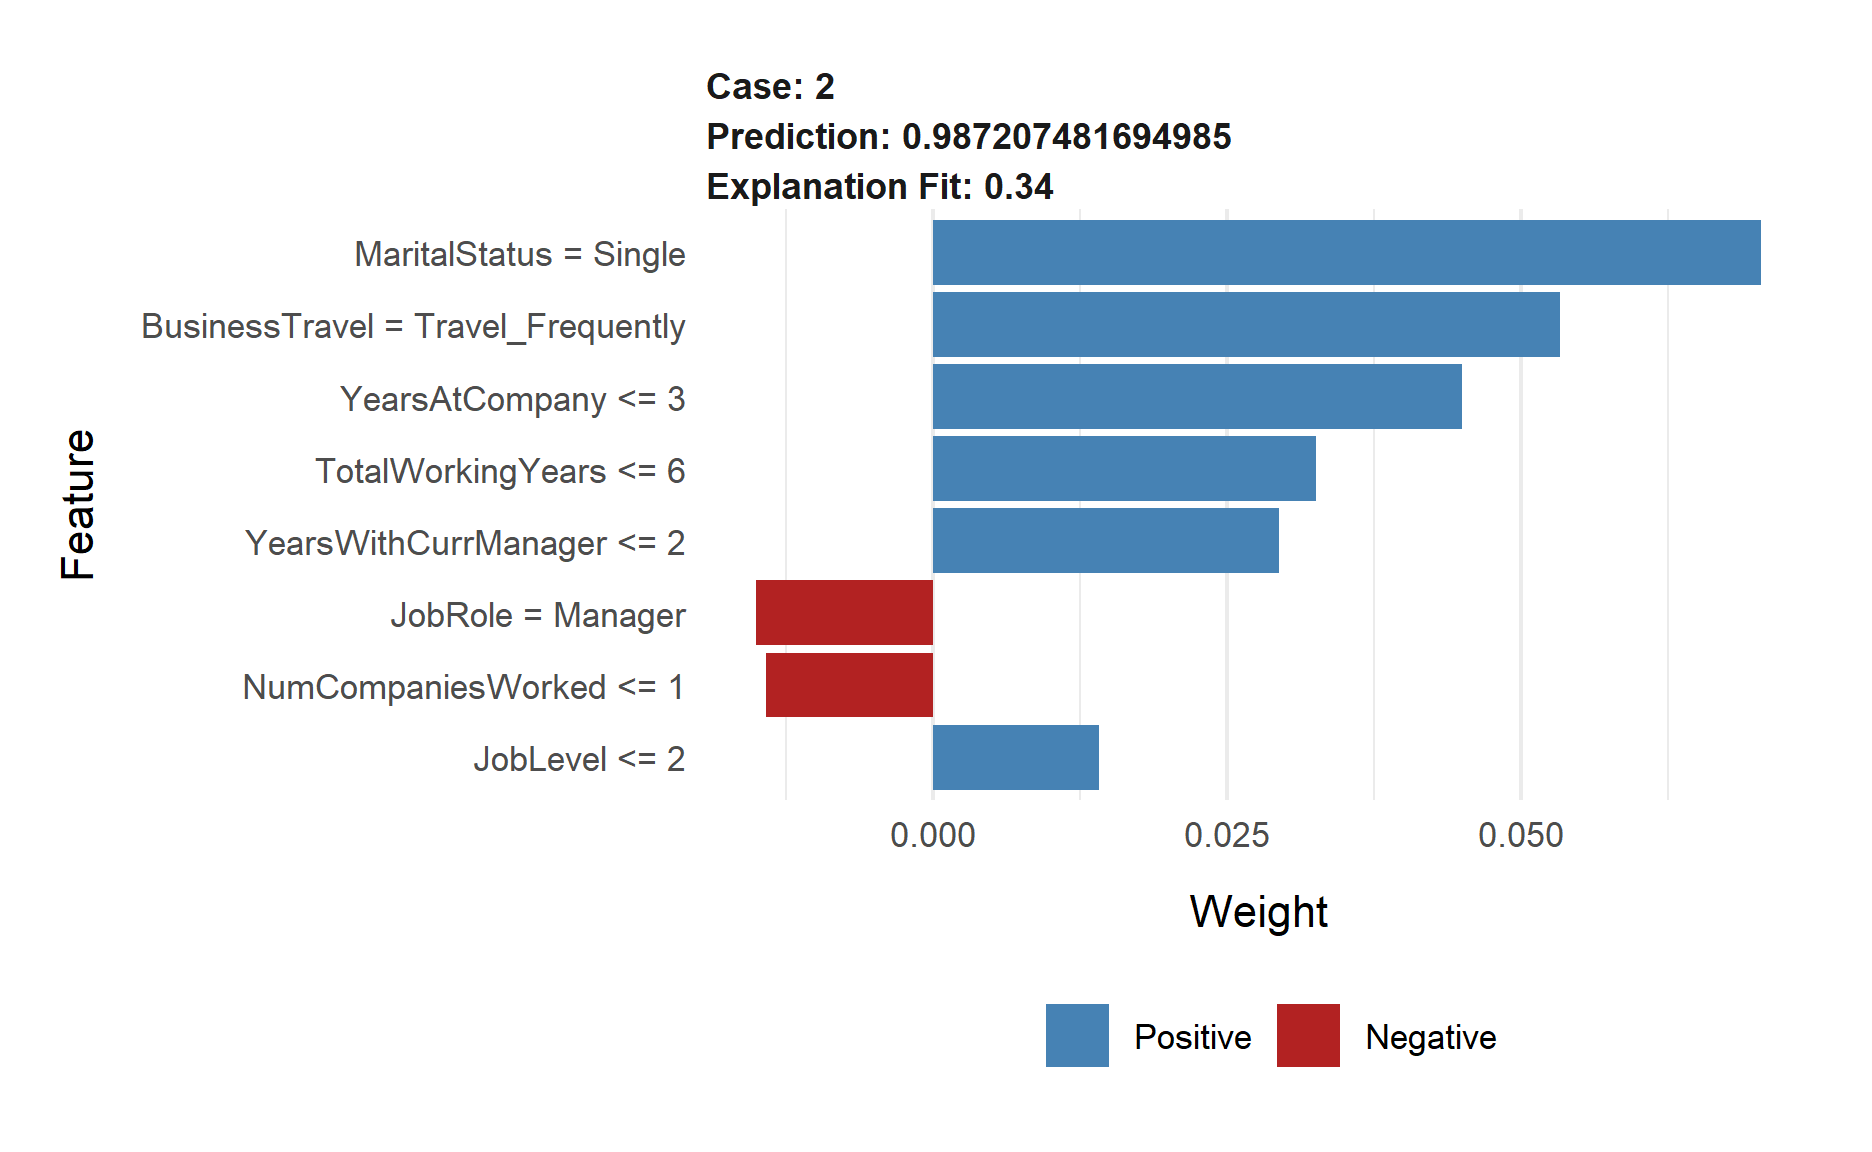 Case: 2
Prediction: 0.987207481694985
Explanation Fit: 0.34
Feature
MaritalStatus = Single
BusinessTravel = Travel_Frequently
YearsAtCompany <= 3
TotalWorkingYears <= 6
YearsWithCurrManager <= 2
JobRole = Manager
NumCompaniesWorked <= 1
JobLevel <= 2
0.000 0.025 0.050
Weight
Positive Negative